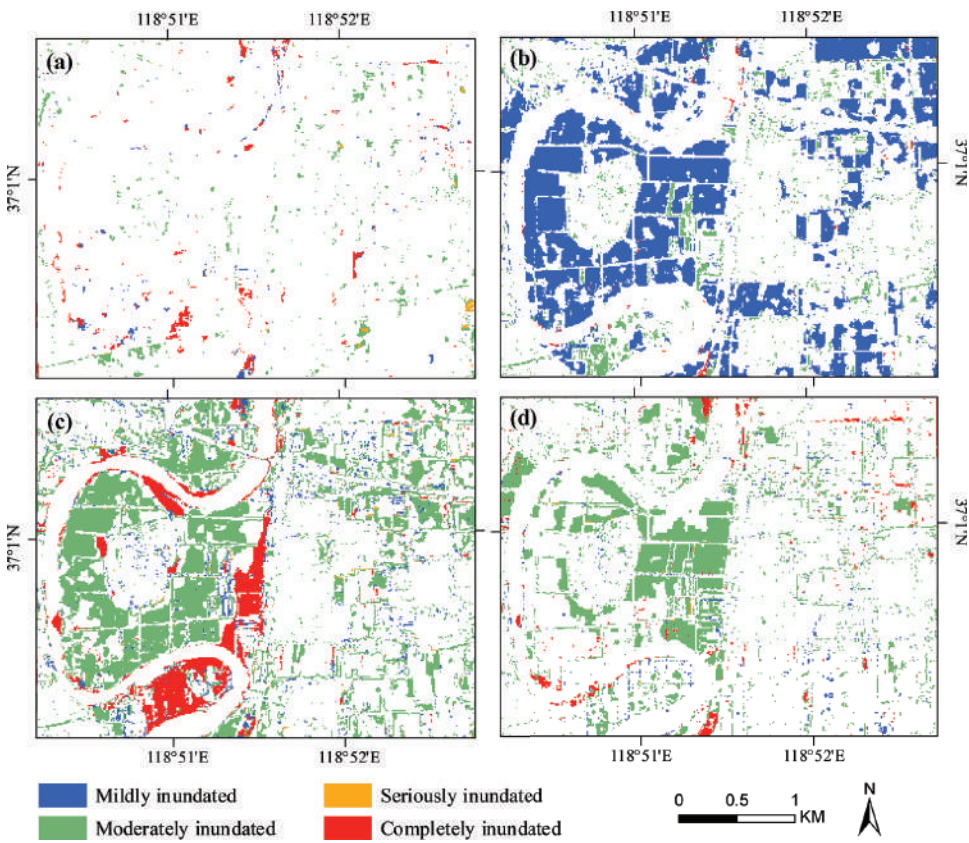 118°51'E 118°52'E 118°51'E 118°52'E
(a) (b)
37°1'N 37°1'N
(c) (d)
37°1'N 37°1'N
118°51'E 118°52'E 118°51'E 118°52'E
Mildly inundated Seriously inundated
Moderately inundated Completely inundated
0 0.5 1
KM
N